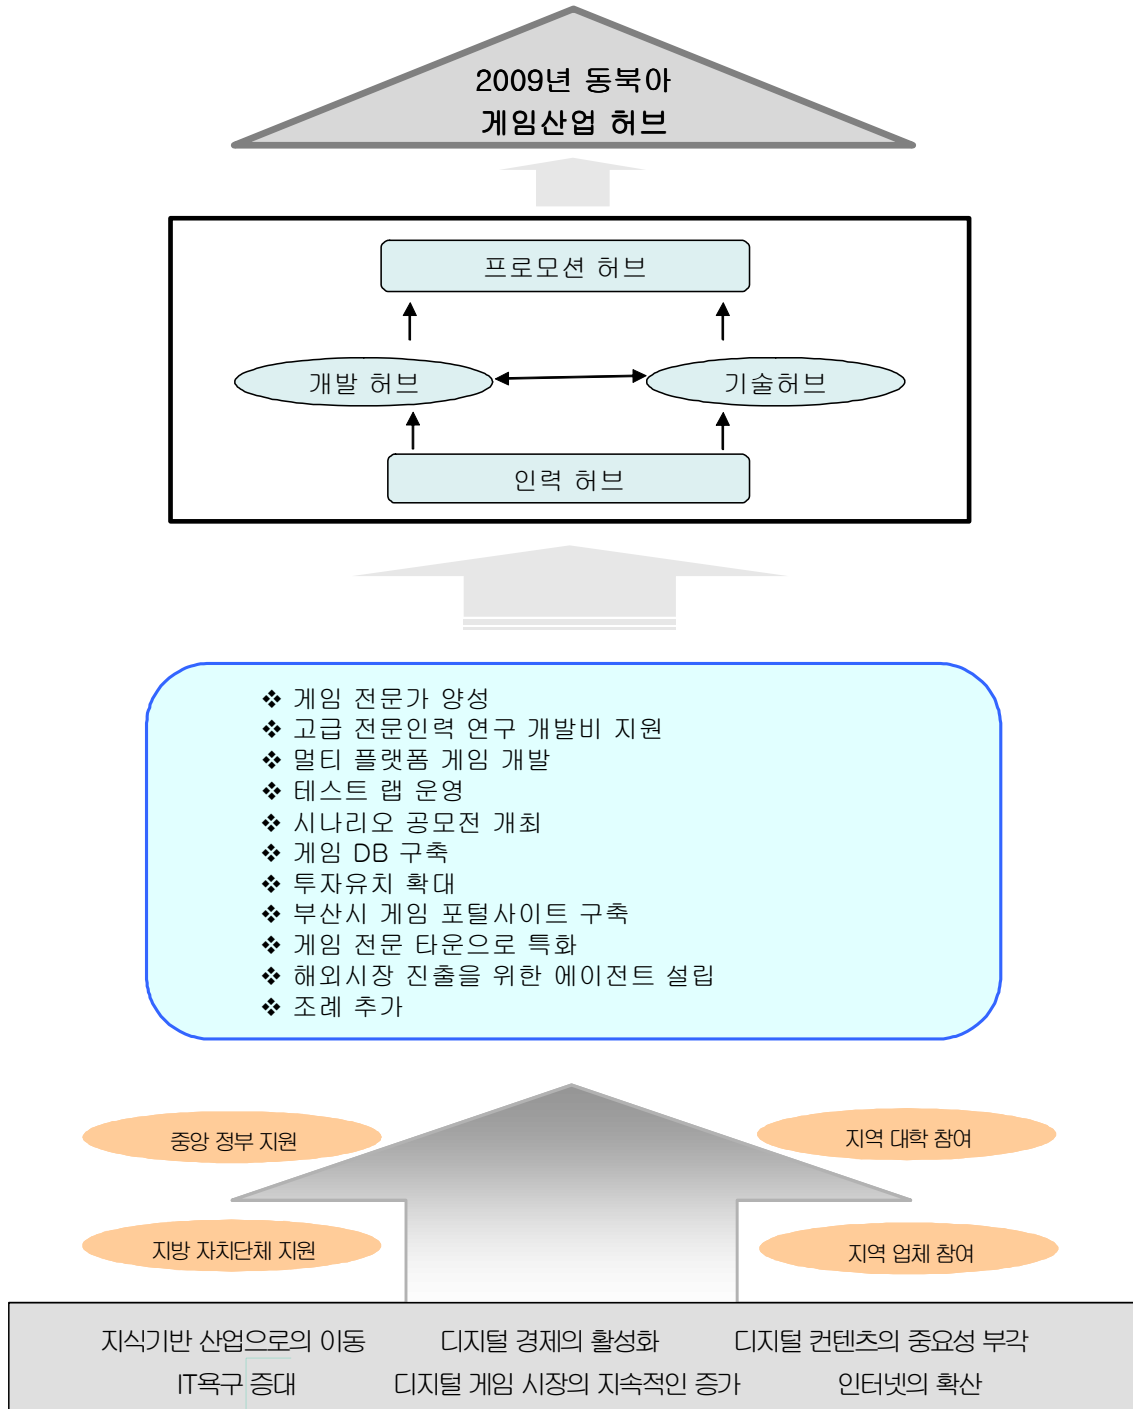 2009년 동북아
게임산업 허브
프로모션 허브
개발 허브
기술허브
인력 허브
❖ 게임 전문가 양성
❖ 고급 전문인력 연구 개발비 지원
❖ 멀티 플랫폼 게임 개발
❖ 테스트 랩 운영
❖ 시나리오 공모전 개최
❖ 게임 DB 구축
❖ 투자유치 확대
❖ 부산시 게임 포털사이트 구축
❖ 게임 전문 타운으로 특화
❖ 해외시장 진출을 위한 에이전트 설립
❖ 조례 추가
중앙 정부 지원
지역 대학 참여
지방 자치단체 지원
지역 업체 참여
지식기반 산업으로의 이동 디지털 경제의 활성화 디지털 컨텐츠의 중요성 부각
IT욕구 증대 디지털 게임 시장의 지속적인 증가 인터넷의 확산